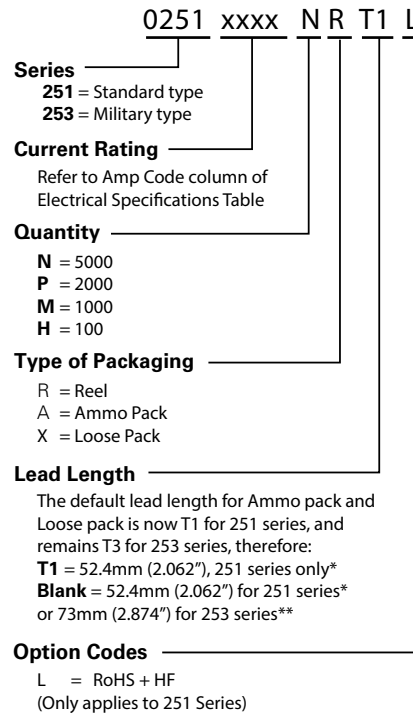 0251 xxxx N R T1 L
Series
251 = Standard type
253 = Military type
Current Rating
Refer to Amp Code column of
Electrical Specifications Table
Quantity
N = 5000
P = 2000
M = 1000
H = 100
Type of Packaging
R = Reel
A = Ammo Pack
X = Loose Pack
Lead Length
The default lead length for Ammo pack and
Loose pack is now T1 for 251 series, and
remains T3 for 253 series, therefore:
T1 = 52.4mm (2.062″), 251 series only*
Blank = 52.4mm (2.062″) for 251 series*
or 73mm (2.874″) for 253 series**
Option Codes
L = RoHS + HF
(Only applies to 251 Series)